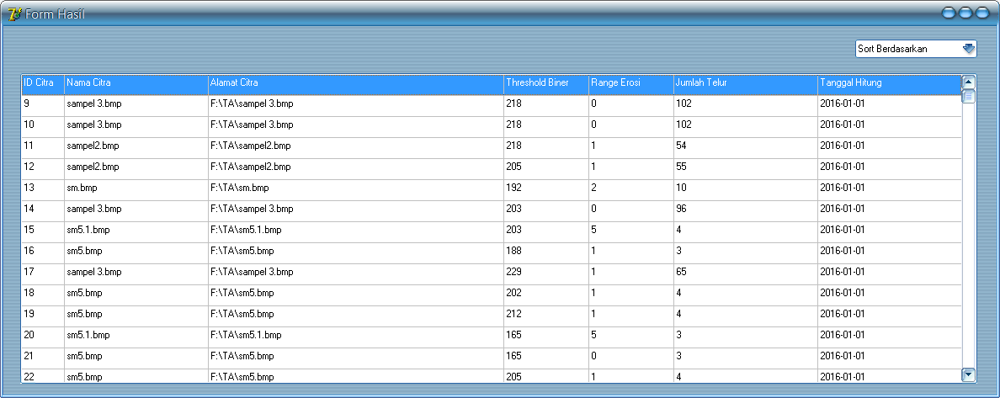 Form Hasil
Sort Berdasarkan
ID Citra Nama Citra Alamat Citra Threshold Biner Range Erosi Jumlah Telur Tanggal Hitung
9 sampel 3.bmp F:\TA\sampel 3.bmp 218 0 102 2016-01-01
10 sampel 3.bmp F:\TA\sampel 3.bmp 218 0 102 2016-01-01
11 sampel2.bmp F:\TA\sampel2.bmp 218 1 54 2016-01-01
12 sampel2.bmp F:\TA\sampel2.bmp 205 1 55 2016-01-01
13 sm.bmp F:\TA\sm.bmp 192 2 10 2016-01-01
14 sampel 3.bmp F:\TA\sampel 3.bmp 203 0 96 2016-01-01
15 sm5.1.bmp F:\TA\sm5.1.bmp 203 5 4 2016-01-01
16 sm5.bmp F:\TA\sm5.bmp 188 1 3 2016-01-01
17 sampel 3.bmp F:\TA\sampel 3.bmp 229 1 65 2016-01-01
18 sm5.bmp F:\TA\sm5.bmp 202 1 4 2016-01-01
19 sm5.bmp F:\TA\sm5.bmp 212 1 4 2016-01-01
20 sm5.1.bmp F:\TA\sm5.1.bmp 165 5 3 2016-01-01
21 sm5.bmp F:\TA\sm5.bmp 165 0 3 2016-01-01
22 sm5.bmp F:\TA\sm5.bmp 205 1 4 2016-01-01